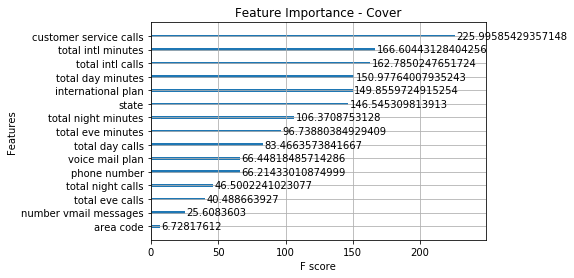 Feature Importance - Cover
Features
customer service calls 225.99585429357148
total intl minutes 166.60443128404256
total intl calls 162.7850247651724
total day minutes 150.97764007935243
international plan 149.8559724915254
state 146.545309813913
total night minutes 106.3708753128
total eve minutes 96.73880384929409
total day calls 83.4663573841667
voice mail plan 66.44818485714286
phone number 66.21433010874999
total night calls 46.5002241023077
total eve calls 40.488663927
number vmail messages 25.6083603
area code 6.72817612
0 50 100 150 200
F score